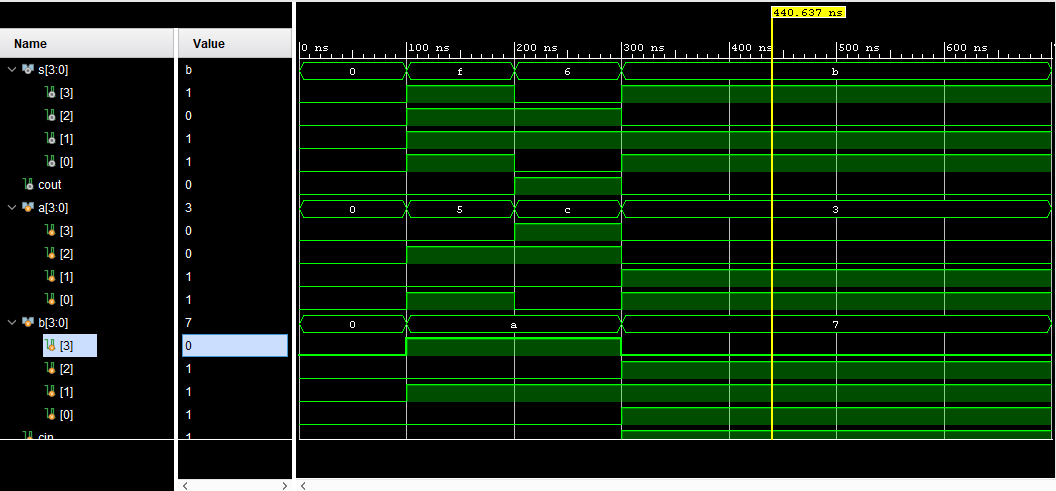 440.637 ns
Name Value
0 ns 100 ns 200 ns 300 ns 400 ns 500 ns 600 ns
s[3:0] b 0 f 6 b
[3] 1
[2] 0
[1] 1
[0] 1
cout 0
a[3:0] 3 0 5 c 3
[3] 0
[2] 0
[1] 1
[0] 1
b[3:0] 7 0 a 7
[3] 0
[2] 1
[1] 1
[0] 1
cin 1